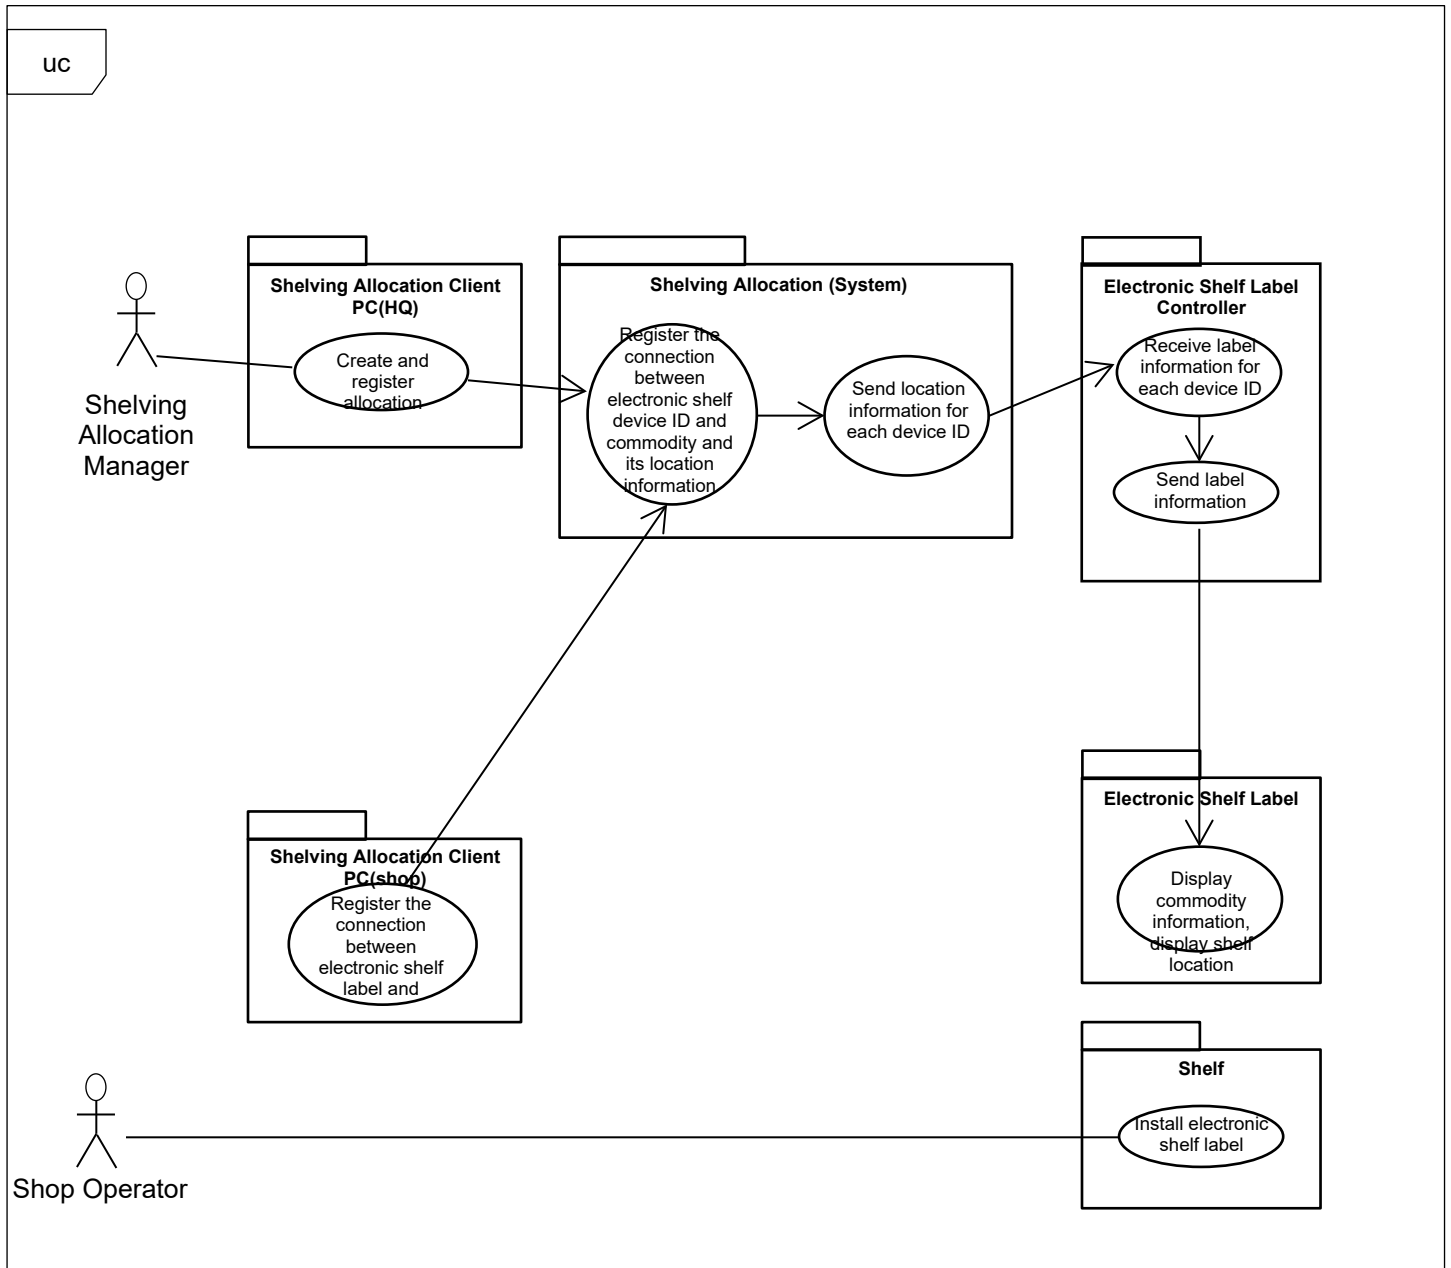 uc
Shelving
Allocation
Manager
Shelving Allocation Client
PC(HQ)
Create and
register
allocation
Shelving Allocation (System)
Register the
connection
between
electronic shelf
device ID and
commodity and
its location
information
Send location
information for
each device ID
Electronic Shelf Label
Controller
Receive label
information for
each device ID
Send label
information
Shelving Allocation Client
PC(shop)
Register the
connection
between
electronic shelf
label and
Electronic Shelf Label
Display
commodity
information,
display shelf
location
Shop Operator
Shelf
Install electronic
shelf label